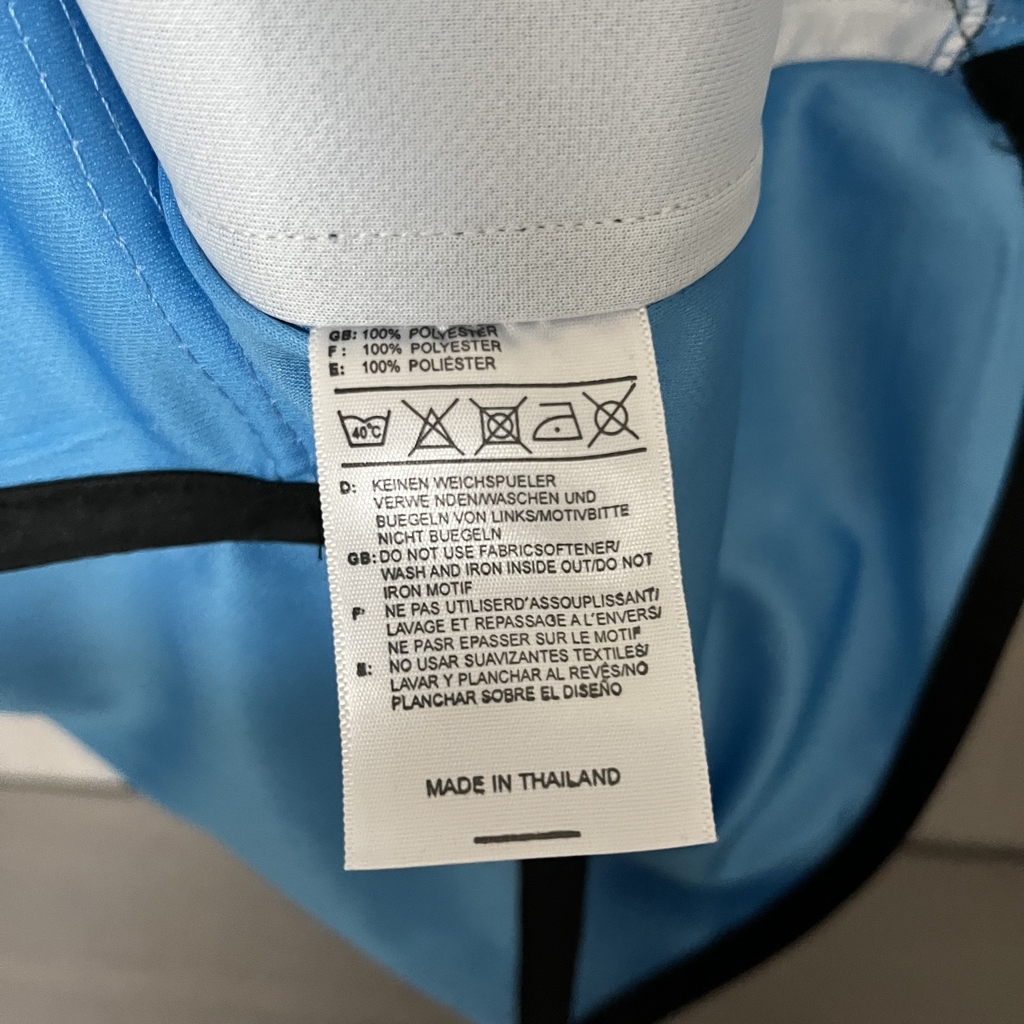 GB: 100% POLYESTER
F: 100% POLYESTER
E: 100% POLIÉSTER
40°C
D: KEINEN WEICHSPUELER
VERWE NDEN/WASCHEN UND
BUEGELN VON LINKS/MOTIVBITTE
NICHT BUEGELN
GB: DO NOT USE FABRICSOFTENER/
WASH AND IRON INSIDE OUT/DO NOT
IRON MOTIF
F: NE PAS UTILISERD'ASSOUPLISSANT/
LAVAGE ET REPASSAGE A L'ENVERS/
NE PASR EPASSER SUR LE MOTIF
E: NO USAR SUAVIZANTES TEXTILES/
LAVAR Y PLANCHAR AL REVÉS/NO
PLANCHAR SOBRE EL DISEÑO
MADE IN THAILAND